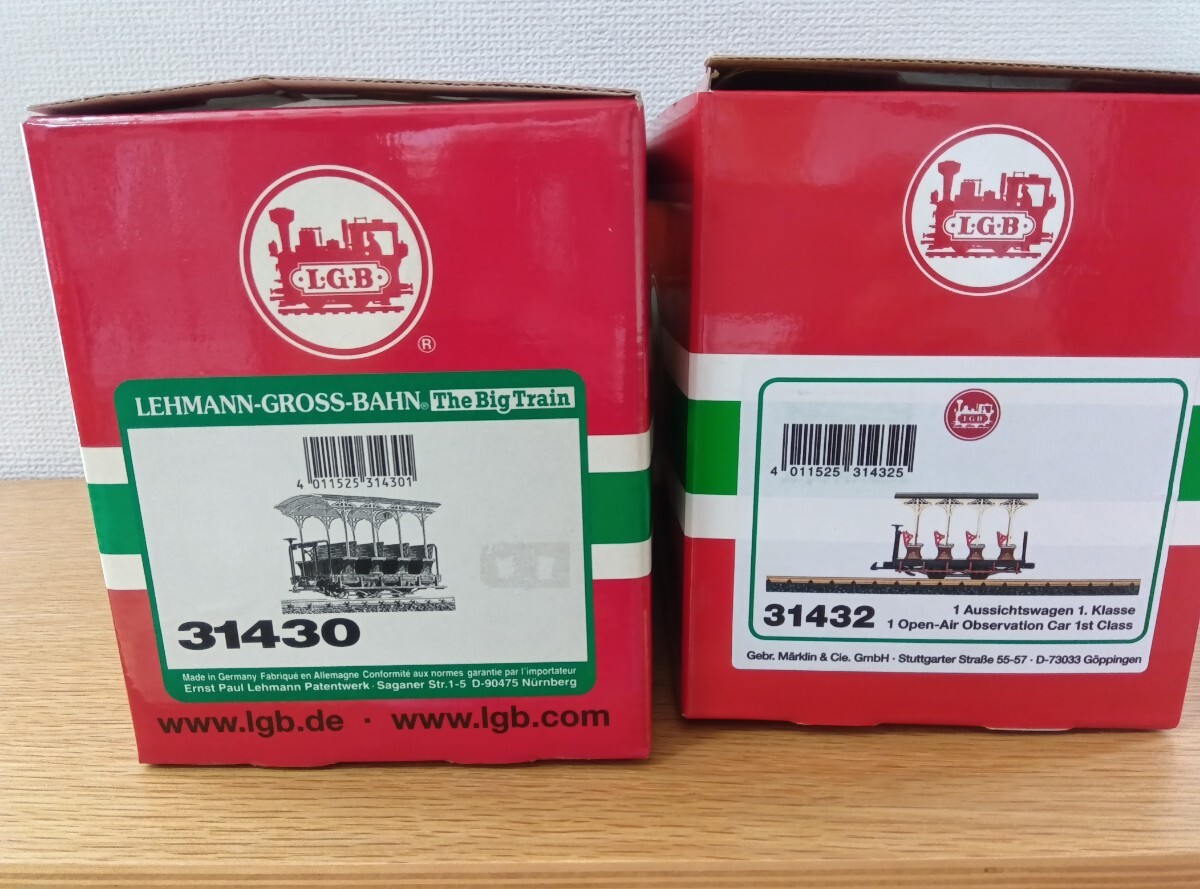 L·G·B
®
LEHMANN-GROSS-BAHN® The Big Train
4 011525 314301
31430
Made in Germany Fabriqué en Allemagne Conformité aux normes garantie par l'importateur
Ernst Paul Lehmann Patentwerk · Saganer Str.1-5 D-90475 Nürnberg
www.lgb.de · www.lgb.com
L·G·B
LGB
4 011525 314325
31432
1 Aussichtswagen 1. Klasse
1 Open-Air Observation Car 1st Class
Gebr. Märklin & Cie. GmbH · Stuttgarter Straße 55-57 · D-73033 Göppingen